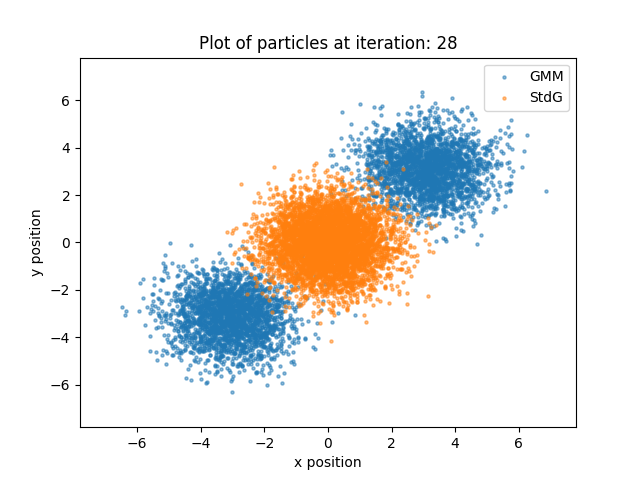 Plot of particles at iteration: 28
GMM
StdG
6
4
2
0
−2
−4
−6
y position
−6 −4 −2 0 2 4 6
x position